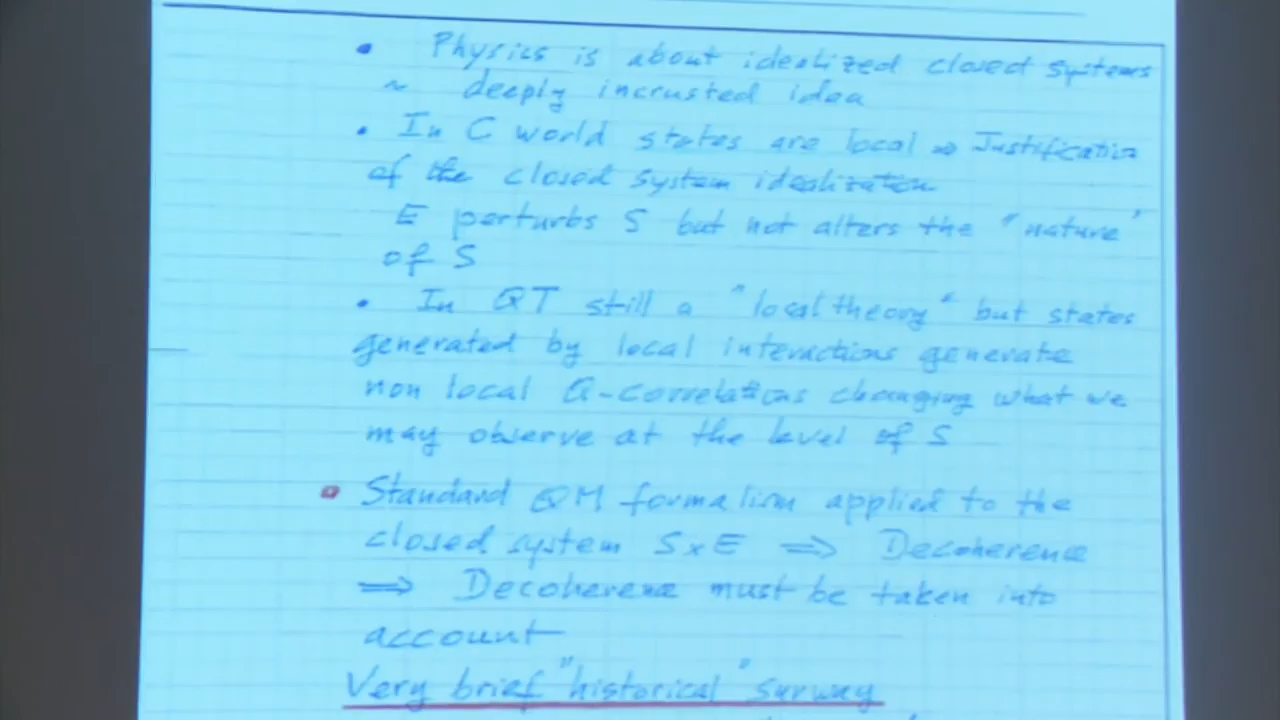 • Physics is about idealized closed systems
~ deeply incrusted idea
• In C world states are local ⇒ Justification
of the closed system idealization
E perturbs S but not alters the "nature"
of S
• In QT still a "local theory" but states
generated by local interactions generate
non local Q-correlations changing what we
may observe at the level of S
Standard QM formalism applied to the
closed system S×E ⟹ Decoherence
⟹ Decoherence must be taken into
account
Very brief "historical" survay